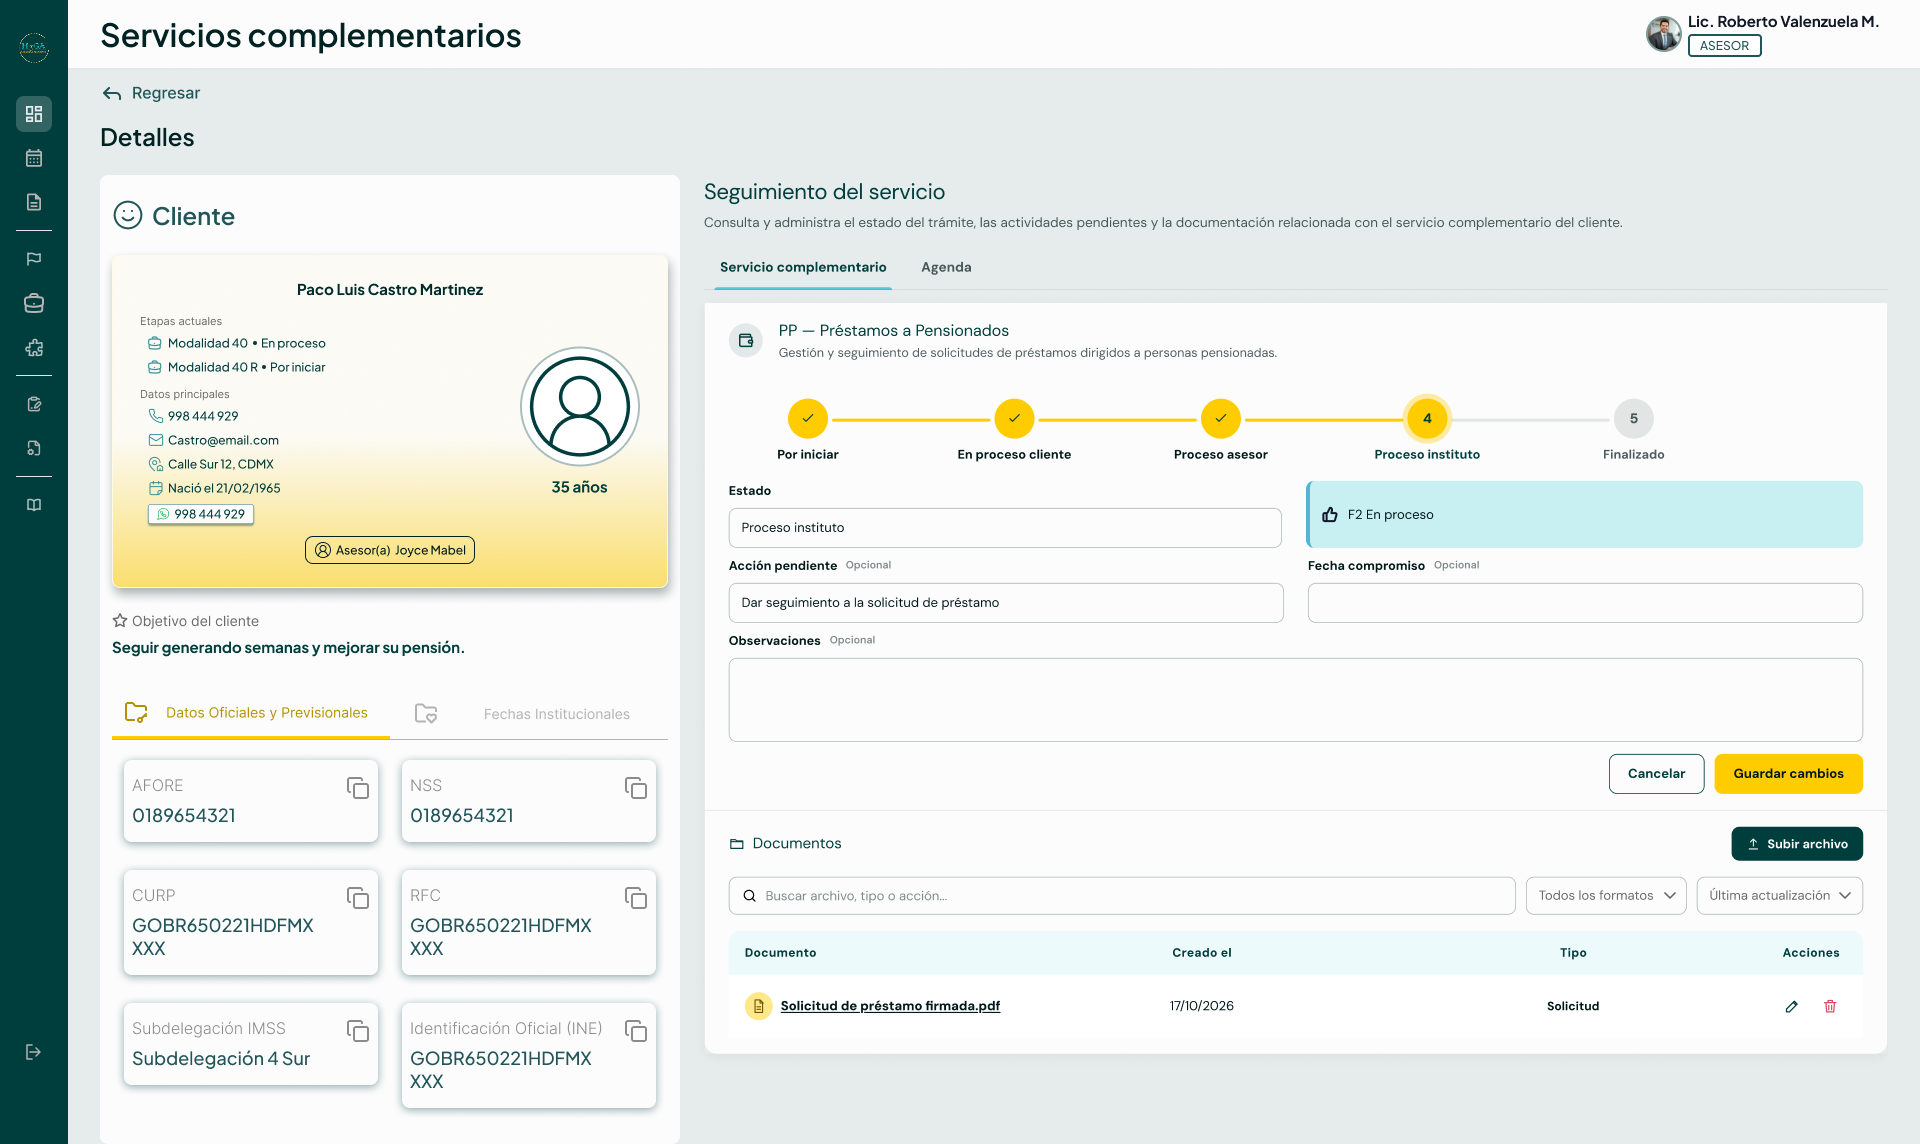 Servicios complementarios
Lic. Roberto Valenzuela M.
ASESOR
Regresar
Detalles
Cliente
Paco Luis Castro Martinez
Etapas actuales
Modalidad 40 • En proceso
Modalidad 40 R • Por iniciar
Datos principales
998 444 929
Castro@email.com
Calle Sur 12, CDMX
Nació el 21/02/1965
998 444 929
35 años
Asesor(a) Joyce Mabel
Objetivo del cliente
Seguir generando semanas y mejorar su pensión.
Datos Oficiales y Previsionales
Fechas Institucionales
AFORE
0189654321
NSS
0189654321
CURP
GOBR650221HDFMX
XXX
RFC
GOBR650221HDFMX
XXX
Subdelegación IMSS
Subdelegación 4 Sur
Identificación Oficial (INE)
GOBR650221HDFMX
XXX
Seguimiento del servicio
Consulta y administra el estado del trámite, las actividades pendientes y la documentación relacionada con el servicio complementario del cliente.
Servicio complementario
Agenda
PP — Préstamos a Pensionados
Gestión y seguimiento de solicitudes de préstamos dirigidos a personas pensionadas.
4
5
Por iniciar
En proceso cliente
Proceso asesor
Proceso instituto
Finalizado
Estado
Proceso instituto
F2 En proceso
Acción pendiente Opcional
Dar seguimiento a la solicitud de préstamo
Fecha compromiso Opcional
Observaciones Opcional
Cancelar
Guardar cambios
Documentos
Subir archivo
Buscar archivo, tipo o acción...
Todos los formatos
Última actualización
Documento
Creado el
Tipo
Acciones
Solicitud de préstamo firmada.pdf
17/10/2026
Solicitud